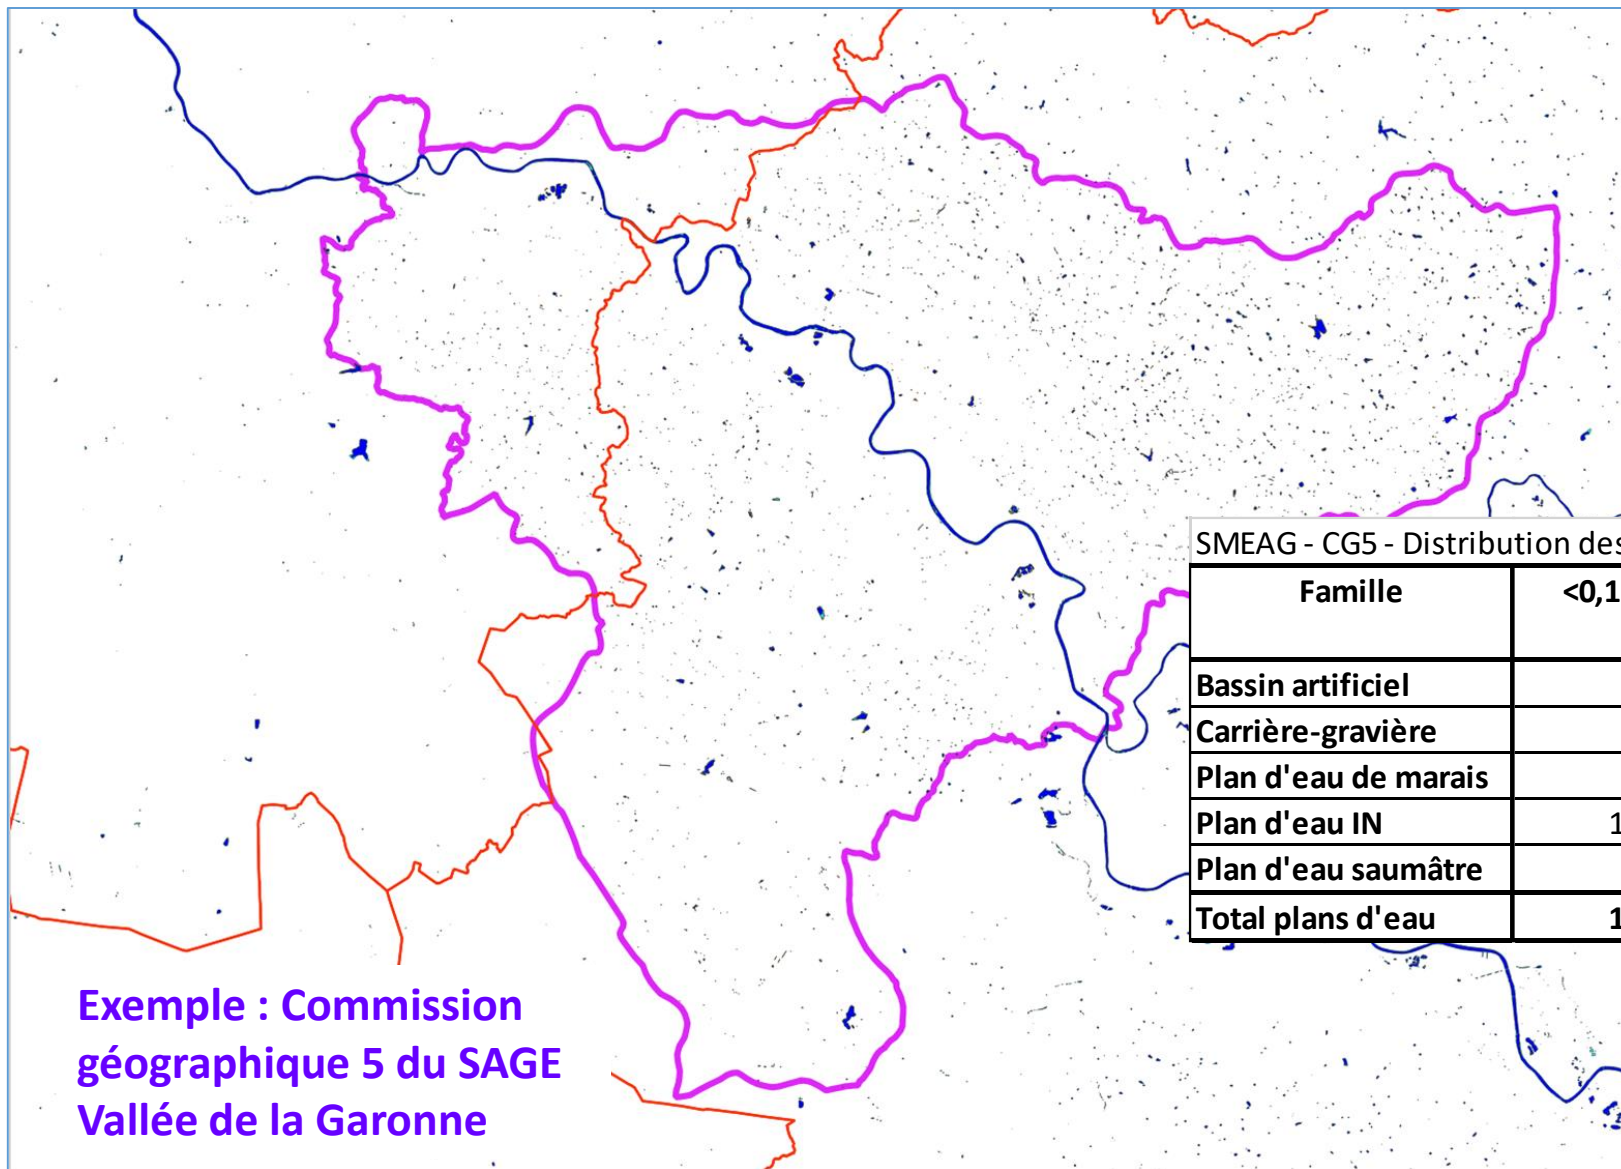 SMEAG - CG5 - Distribution des
Famille <0,1
Bassin artificiel
Carrière-gravière
Plan d'eau de marais
Plan d'eau IN 1
Plan d'eau saumâtre
Total plans d'eau 1
Exemple : Commission
géographique 5 du SAGE
Vallée de la Garonne